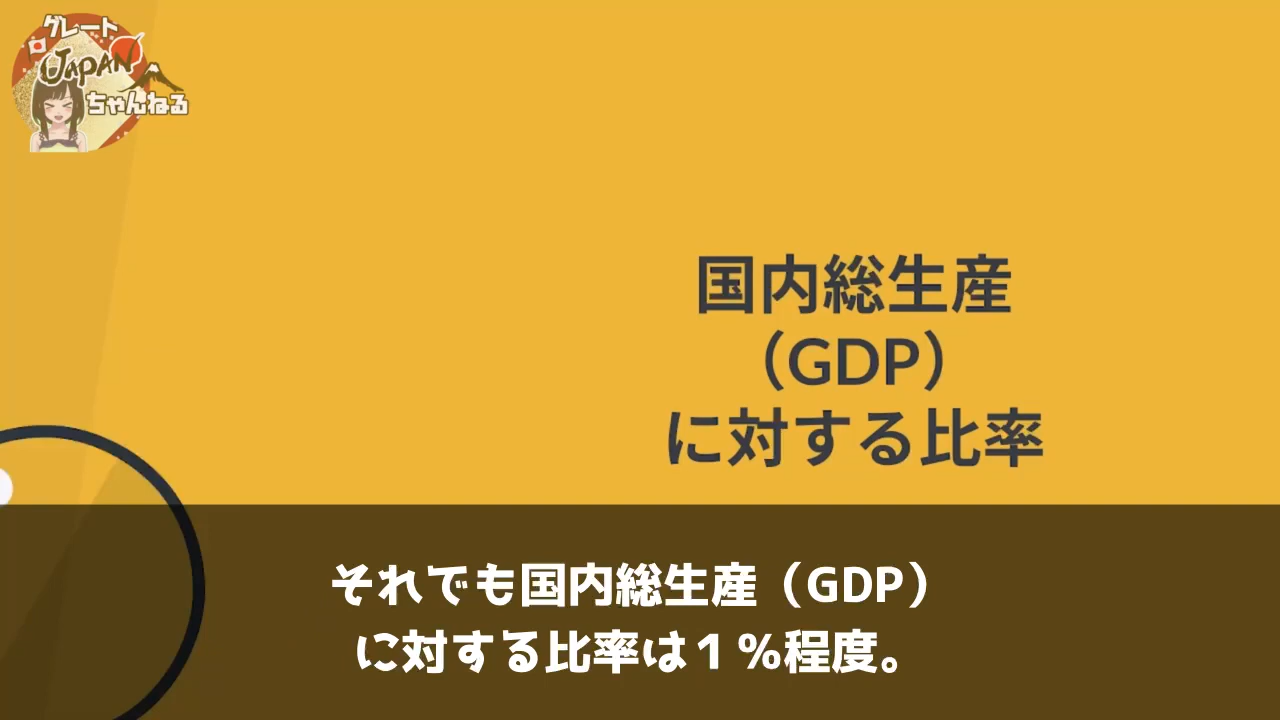 グレート
JAPAN
ちゃんねる
国内総生産
（GDP）
に対する比率
それでも国内総生産（GDP）
に対する比率は１％程度。